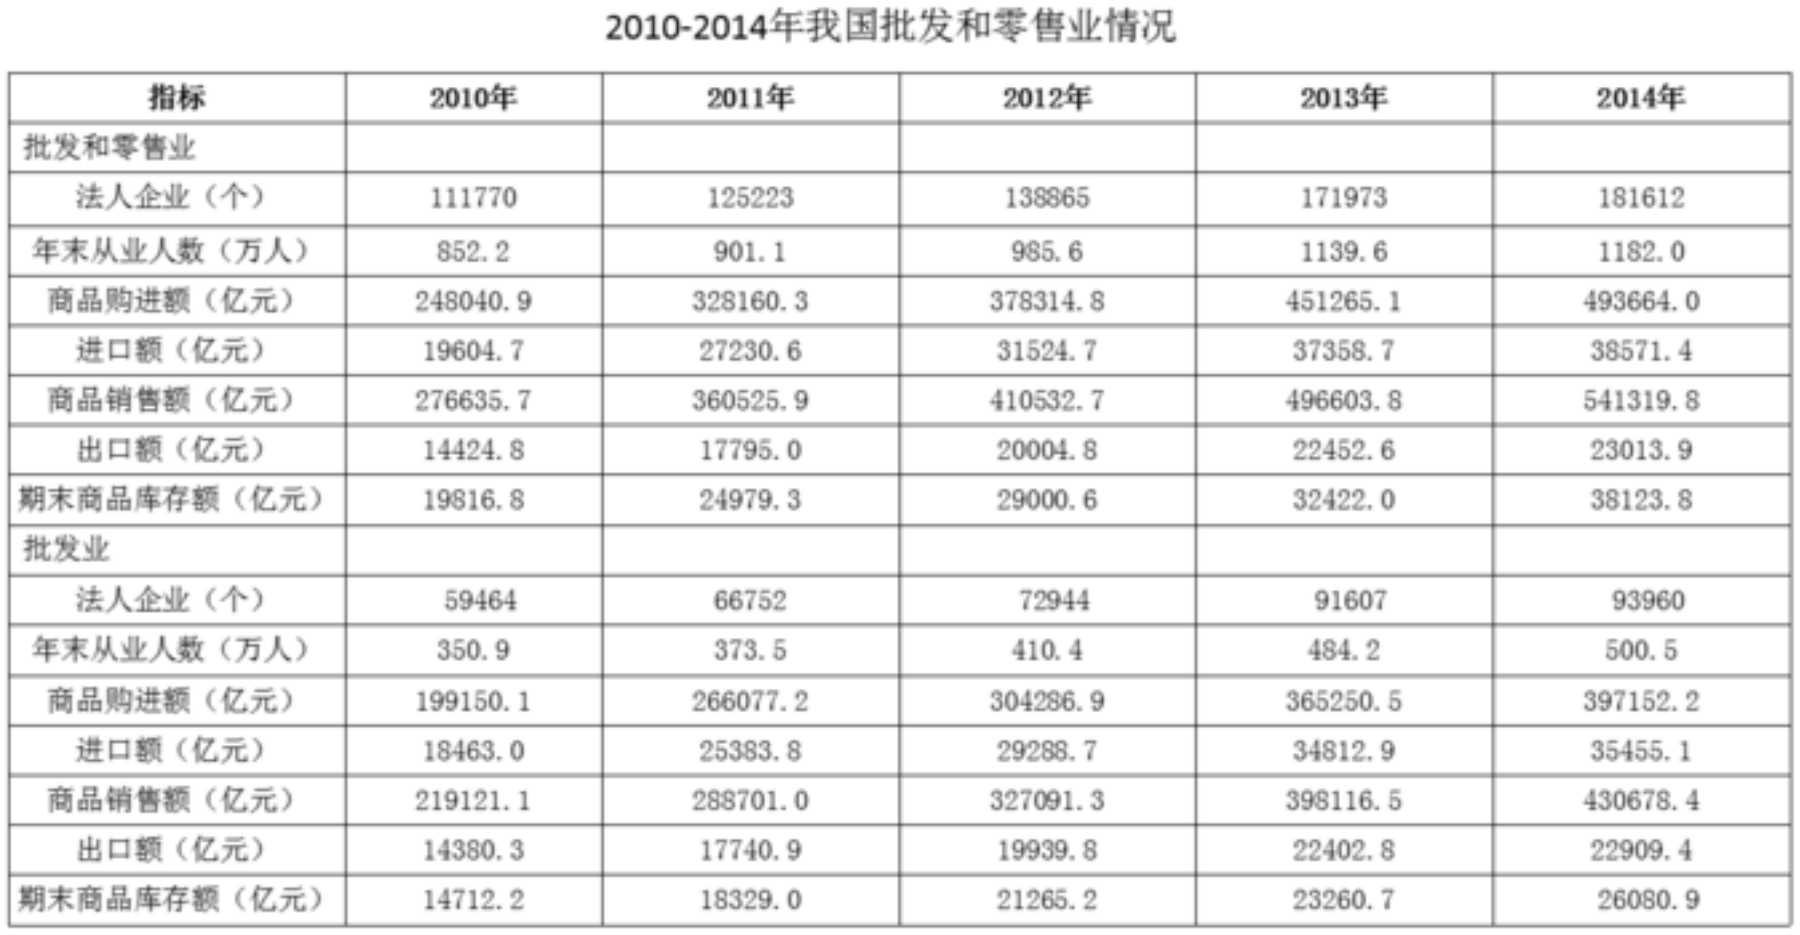 2010-2014年我国批发和零售业情况
指标 2010年 2011年 2012年 2013年 2014年
批发和零售业
法人企业（个） 111770 125223 138865 171973 181612
年末从业人数（万人） 852.2 901.1 985.6 1139.6 1182.0
商品购进额（亿元） 248040.9 328160.3 378314.8 451265.1 493664.0
进口额（亿元） 19604.7 27230.6 31524.7 37358.7 38571.4
商品销售额（亿元） 276635.7 360525.9 410532.7 496603.8 541319.8
出口额（亿元） 14424.8 17795.0 20004.8 22452.6 23013.9
期末商品库存额（亿元） 19816.8 24979.3 29000.6 32422.0 38123.8
批发业
法人企业（个） 59464 66752 72944 91607 93960
年末从业人数（万人） 350.9 373.5 410.4 484.2 500.5
商品购进额（亿元） 199150.1 266077.2 304286.9 365250.5 397152.2
进口额（亿元） 18463.0 25383.8 29288.7 34812.9 35455.1
商品销售额（亿元） 219121.1 288701.0 327091.3 398116.5 430678.4
出口额（亿元） 14380.3 17740.9 19939.8 22402.8 22909.4
期末商品库存额（亿元） 14712.2 18329.0 21265.2 23260.7 26080.9